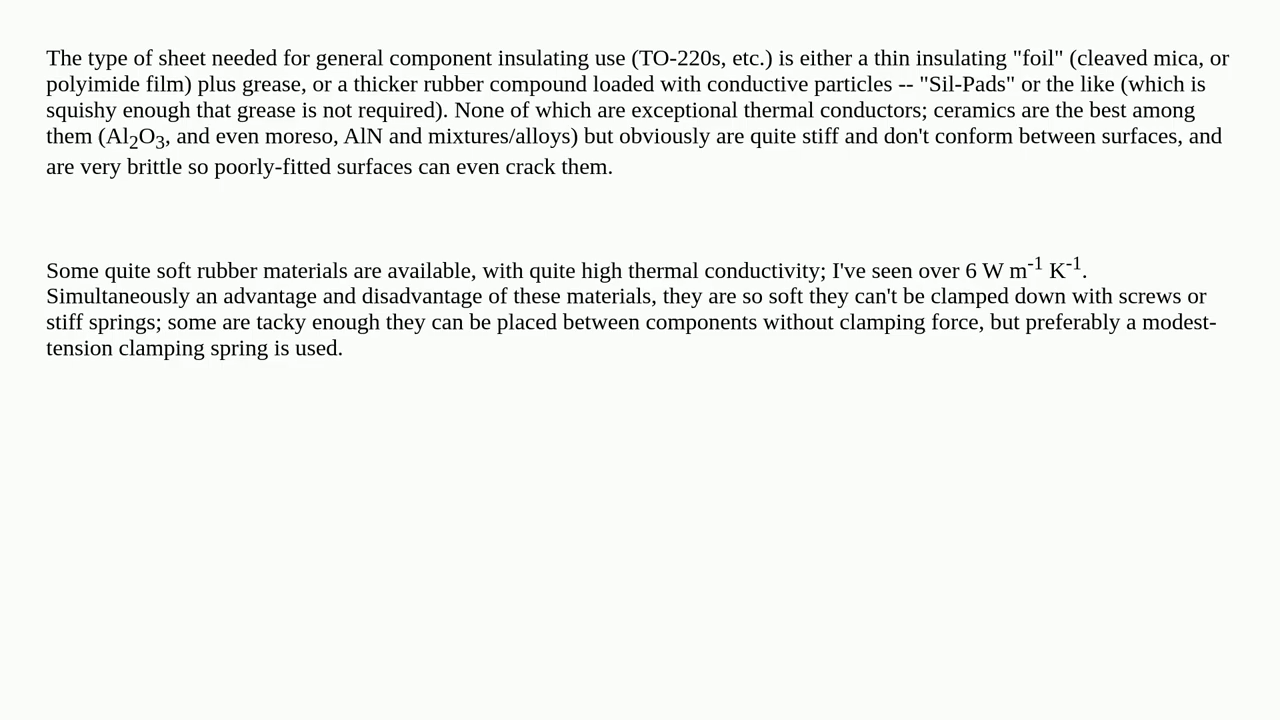 The type of sheet needed for general component insulating use (TO-220s, etc.) is either a thin insulating "foil" (cleaved mica, or
polyimide film) plus grease, or a thicker rubber compound loaded with conductive particles -- "Sil-Pads" or the like (which is
squishy enough that grease is not required). None of which are exceptional thermal conductors; ceramics are the best among
them (Al₂O₃, and even moreso, AlN and mixtures/alloys) but obviously are quite stiff and don't conform between surfaces, and
are very brittle so poorly-fitted surfaces can even crack them.
Some quite soft rubber materials are available, with quite high thermal conductivity; I've seen over 6 W m⁻¹ K⁻¹.
Simultaneously an advantage and disadvantage of these materials, they are so soft they can't be clamped down with screws or
stiff springs; some are tacky enough they can be placed between components without clamping force, but preferably a modest-
tension clamping spring is used.